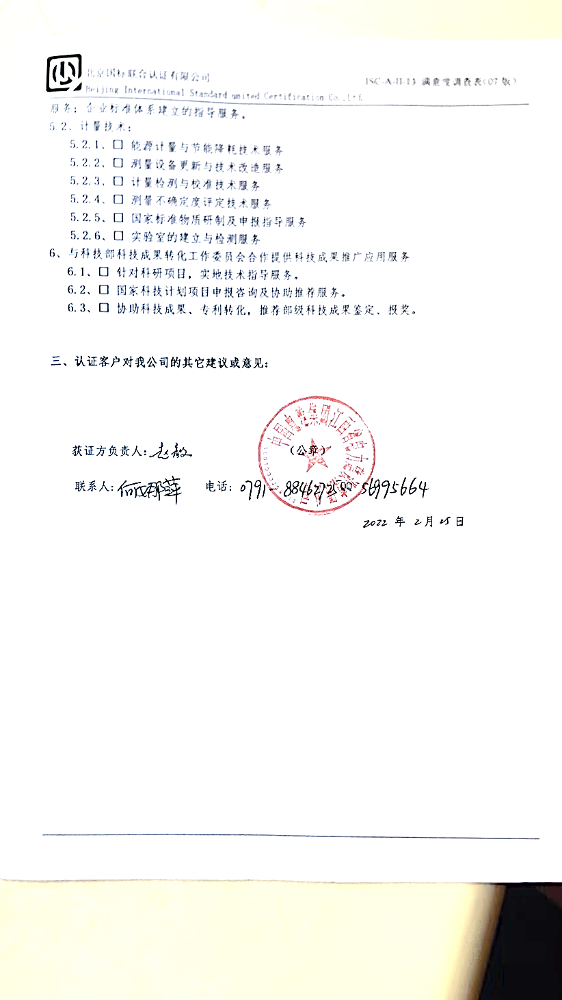 北京国标联合认证有限公司
ISC-A-II-13 满意度调查表(07版)
Beijing International Standard united Certification Co.,Ltd.
服务：企业标准体系建立的指导服务。
5.2、计量技术：
5.2.1、□ 能源计量与节能降耗技术服务
5.2.2、□ 测量设备更新与技术改造服务
5.2.3、□ 计量检测与校准技术服务
5.2.4、□ 测量不确定度评定技术服务
5.2.5、□ 国家标准物质研制及申报指导服务
5.2.6、□ 实验室的建立与检测服务
6、与科技部科技成果转化工作委员会合作提供科技成果推广应用服务
6.1、□ 针对科研项目，实地技术指导服务。
6.2、□ 国家科技计划项目申报咨询及协助推荐服务。
6.3、□ 协助科技成果、专利转化，推荐部级科技成果鉴定、报奖。
三、认证客户对我公司的其它建议或意见：
中国电建集团江西省电力
获证方负责人：赵敏
（公章）
联系人： 电话：0791-
56995664
2022 年 2 月 25 日